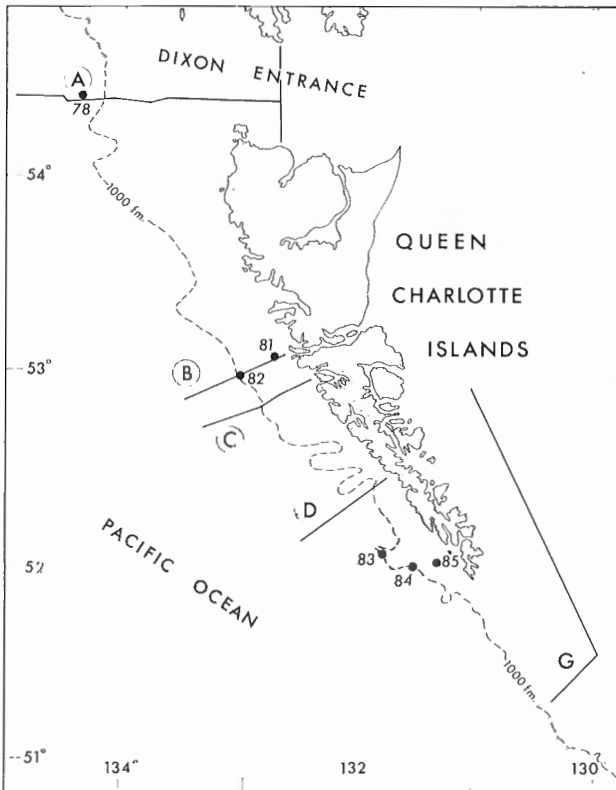 DIXON ENTRANCE
A
78
54°
1000 fm.
QUEEN
CHARLOTTE
ISLANDS
81
53°
B
82
C
D
PACIFIC OCEAN
52°
83
84
85
G
1000 fm.
51°
134°
132
130